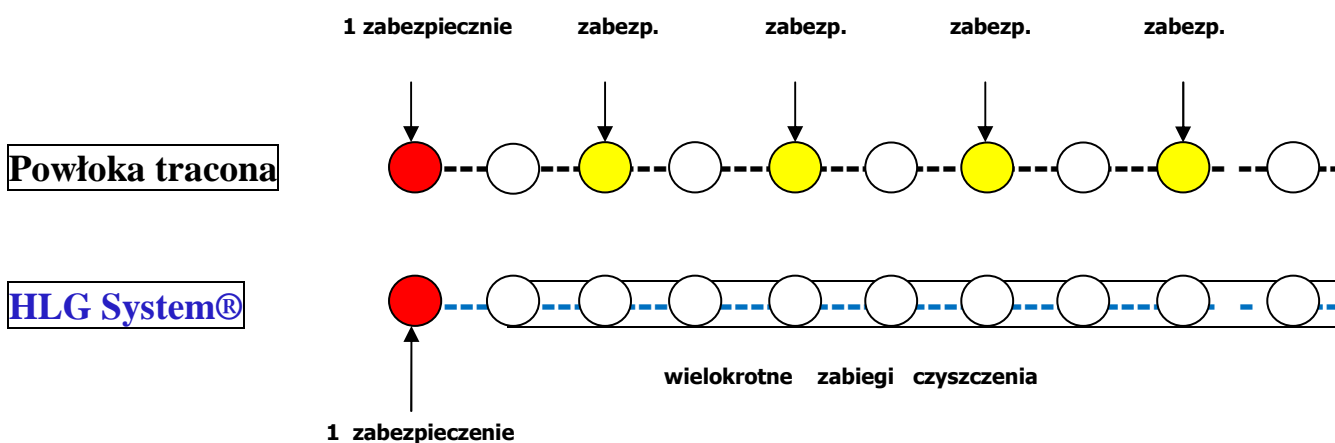 1 zabezpiecznie zabezp. zabezp. zabezp. zabezp.
Powłoka tracona
HLG System®
wielokrotne zabiegi czyszczenia
1 zabezpieczenie